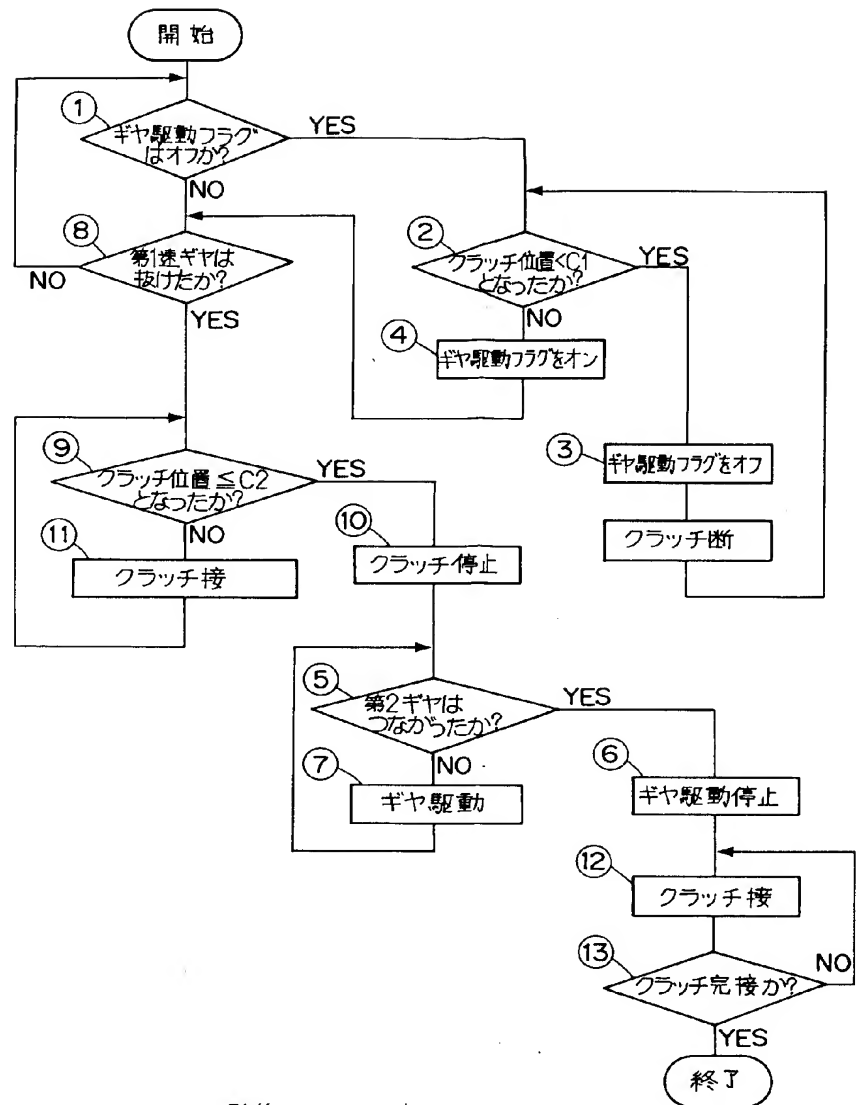 開始
①
ギヤ駆動フラグ
はオフか?
YES
NO
⑧
第1速ギヤは
抜けたか?
NO
YES
②
クラッチ位置<C1
となったか?
YES
NO
④
ギヤ駆動フラグをオン
③
ギヤ駆動フラグをオフ
クラッチ断
⑨
クラッチ位置≦C2
となったか?
YES
NO
⑪
クラッチ接
⑩
クラッチ停止
⑤
第2ギヤは
つながったか?
YES
NO
⑦
ギヤ駆動
⑥
ギヤ駆動停止
⑫
クラッチ接
⑬
クラッチ完接か?
NO
YES
終了